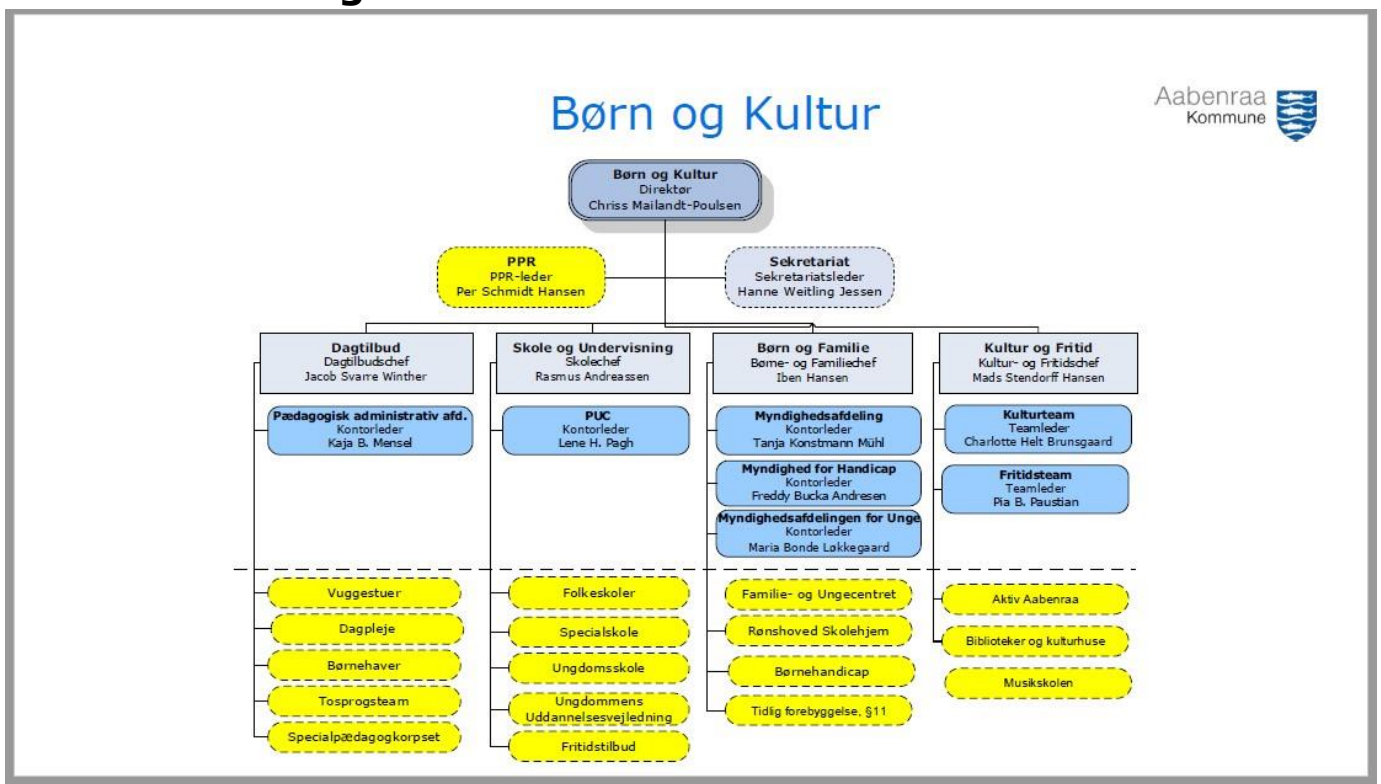 Børn og Kultur
Aabenraa
Kommune
Børn og Kultur
Direktør
Chriss Mailandt-Poulsen
PPR
PPR-leder
Per Schmidt Hansen
Sekretariat
Sekretariatsleder
Hanne Weitling Jessen
Dagtilbud
Dagtilbudschef
Jacob Svarre Winther
Skole og Undervisning
Skolechef
Rasmus Andreassen
Børn og Familie
Børne- og Familiechef
Iben Hansen
Kultur og Fritid
Kultur- og Fritidschef
Mads Stendorff Hansen
Pædagogisk administrativ afd.
Kontorleder
Kaja B. Mensel
PUC
Kontorleder
Lene H. Pagh
Myndighedsafdeling
Kontorleder
Tanja Konstmann Mühl
Myndighed for Handicap
Kontorleder
Freddy Bucka Andresen
Myndighedsafdelingen for Unge
Kontorleder
Maria Bonde Løkkegaard
Kulturteam
Teamleder
Charlotte Helt Brunsgaard
Fritidsteam
Teamleder
Pia B. Paustian
Vuggestuer
Dagpleje
Børnehaver
Tosprogsteam
Specialpædagogkorpset
Folkeskoler
Specialskole
Ungdomsskole
Ungdommens
Uddannelsesvejledning
Fritidstilbud
Familie- og Ungecentret
Rønshoved Skolehjem
Børnehandicap
Tidlig forebyggelse, §11
Aktiv Aabenraa
Biblioteker og kulturhuse
Musikskolen